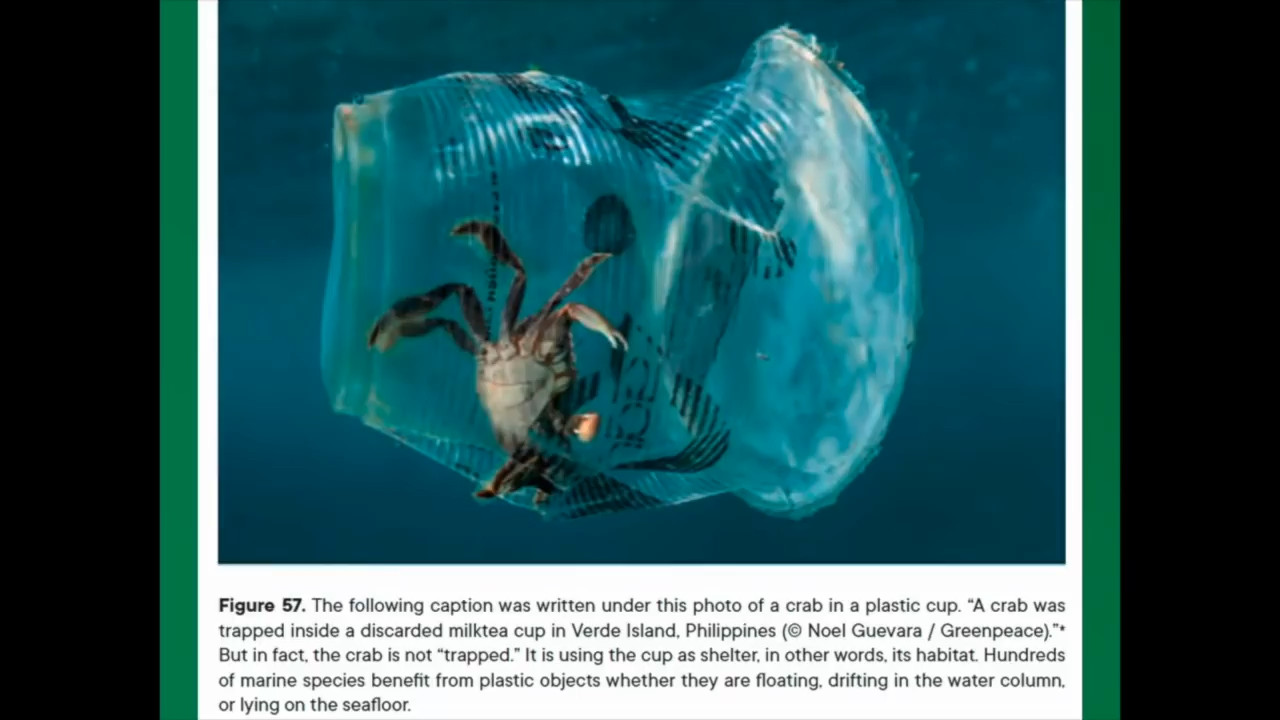 Figure 57. The following caption was written under this photo of a crab in a plastic cup. “A crab was
trapped inside a discarded milktea cup in Verde Island, Philippines (© Noel Guevara / Greenpeace).”*
But in fact, the crab is not “trapped.” It is using the cup as shelter, in other words, its habitat. Hundreds
of marine species benefit from plastic objects whether they are floating, drifting in the water column,
or lying on the seafloor.